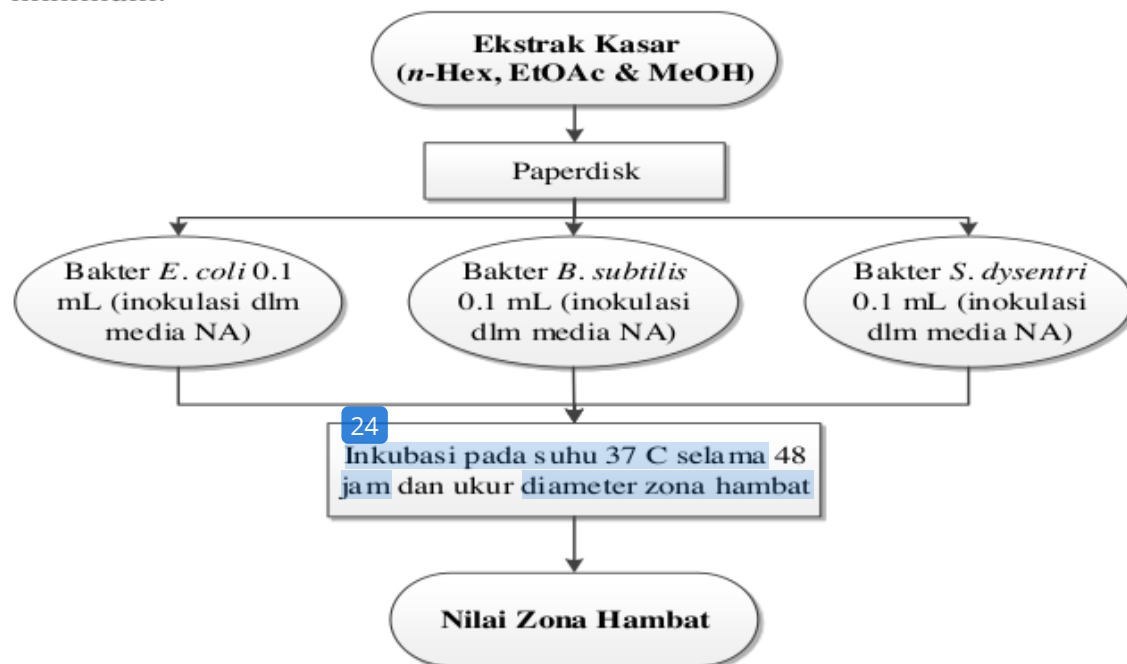 Ekstrak Kasar
(n-Hex, EtOAc & MeOH)
Paperdisk
Bakter E. coli 0.1
mL (inokulasi dlm
media NA)
Bakter B. subtilis
0.1 mL (inokulasi
dlm media NA)
Bakter S. dysentri
0.1 mL (inokulasi
dlm media NA)
24
Inkubasi pada suhu 37 C selama 48
jam dan ukur diameter zona hambat
Nilai Zona Hambat